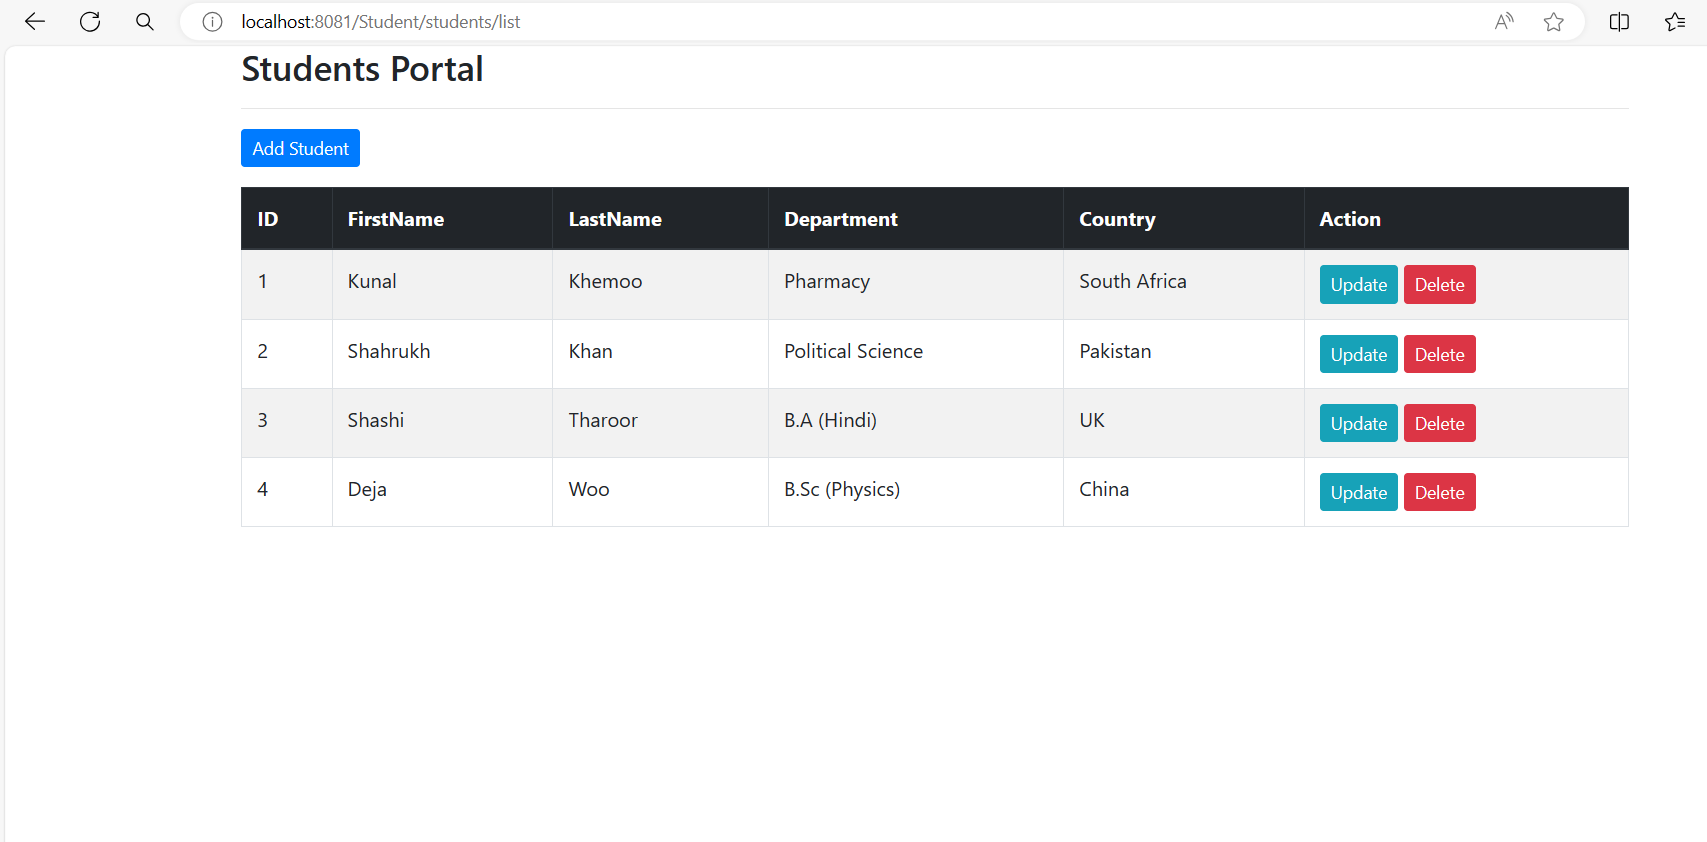 localhost:8081/Student/students/list
Students Portal
Add Student
ID FirstName LastName Department Country Action
1 Kunal Khemoo Pharmacy South Africa Update Delete
2 Shahrukh Khan Political Science Pakistan Update Delete
3 Shashi Tharoor B.A (Hindi) UK Update Delete
4 Deja Woo B.Sc (Physics) China Update Delete